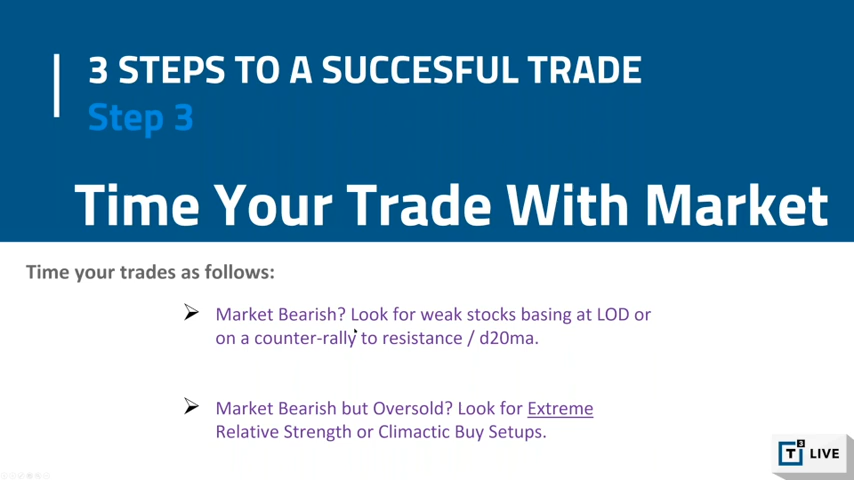 3 STEPS TO A SUCCESFUL TRADE
Step 3
Time Your Trade With Market
Time your trades as follows:
Market Bearish? Look for weak stocks basing at LOD or
on a counter-rally to resistance / d20ma.
Market Bearish but Oversold? Look for Extreme
Relative Strength or Climactic Buy Setups.
T3 LIVE